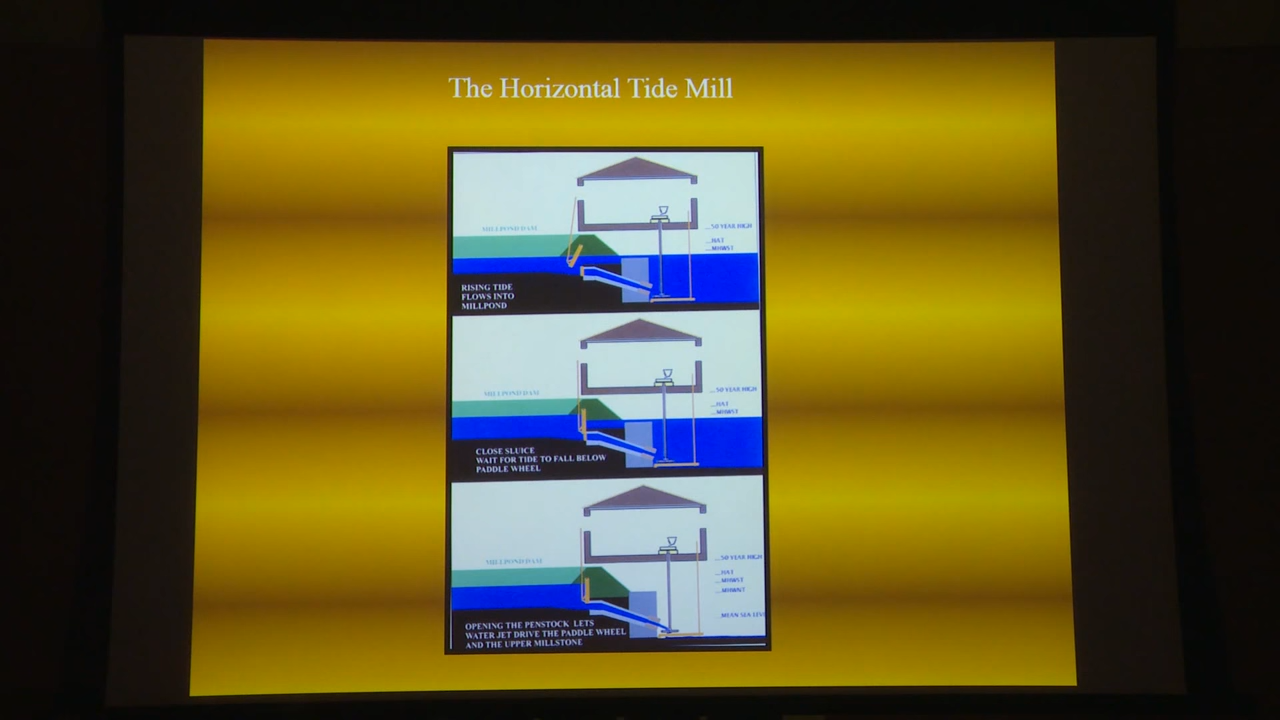 The Horizontal Tide Mill
MILLPOND DAM
...50 YEAR HIGH
...HAT
...MHWST
RISING TIDE
FLOWS INTO
MILLPOND
MILLPOND DAM
...50 YEAR HIGH
...HAT
...MHWST
CLOSE SLUICE
WAIT FOR TIDE TO FALL BELOW
PADDLE WHEEL
MILLPOND DAM
...50 YEAR HIGH
...HAT
...MHWST
...MHWNT
...MEAN SEA LEVE
OPENING THE PENSTOCK LETS
WATER JET DRIVE THE PADDLE WHEEL
AND THE UPPER MILLSTONE